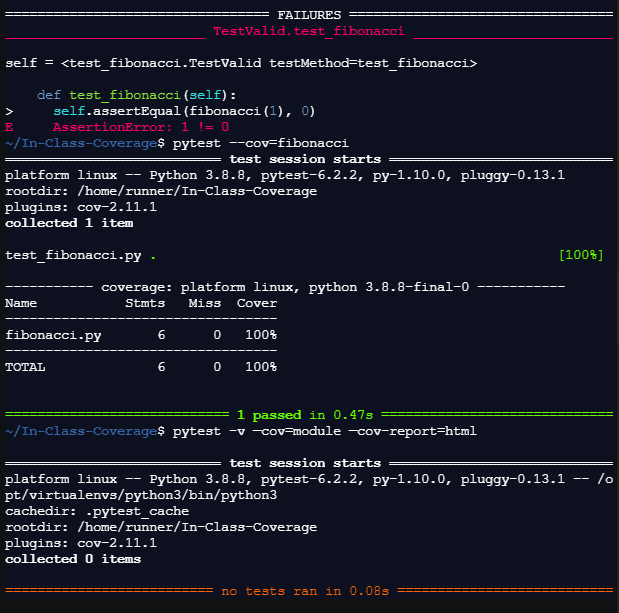 ================================= FAILURES =================================
_________________________ TestValid.test_fibonacci _________________________
self = <test_fibonacci.TestValid testMethod=test_fibonacci>
    def test_fibonacci(self):
>     self.assertEqual(fibonacci(1), 0)
E     AssertionError: 1 != 0
~/In-Class-Coverage$ pytest --cov=fibonacci
=========================== test session starts ============================
platform linux -- Python 3.8.8, pytest-6.2.2, py-1.10.0, pluggy-0.13.1
rootdir: /home/runner/In-Class-Coverage
plugins: cov-2.11.1
collected 1 item
test_fibonacci.py .                                                  [100%]
----------- coverage: platform linux, python 3.8.8-final-0 -----------
Name           Stmts   Miss  Cover
----------------------------------
fibonacci.py       6      0   100%
----------------------------------
TOTAL              6      0   100%
============================ 1 passed in 0.47s =============================
~/In-Class-Coverage$ pytest -v —cov=module —cov-report=html
=========================== test session starts ============================
platform linux -- Python 3.8.8, pytest-6.2.2, py-1.10.0, pluggy-0.13.1 -- /o
pt/virtualenvs/python3/bin/python3
cachedir: .pytest_cache
rootdir: /home/runner/In-Class-Coverage
plugins: cov-2.11.1
collected 0 items
========================== no tests ran in 0.08s ===========================